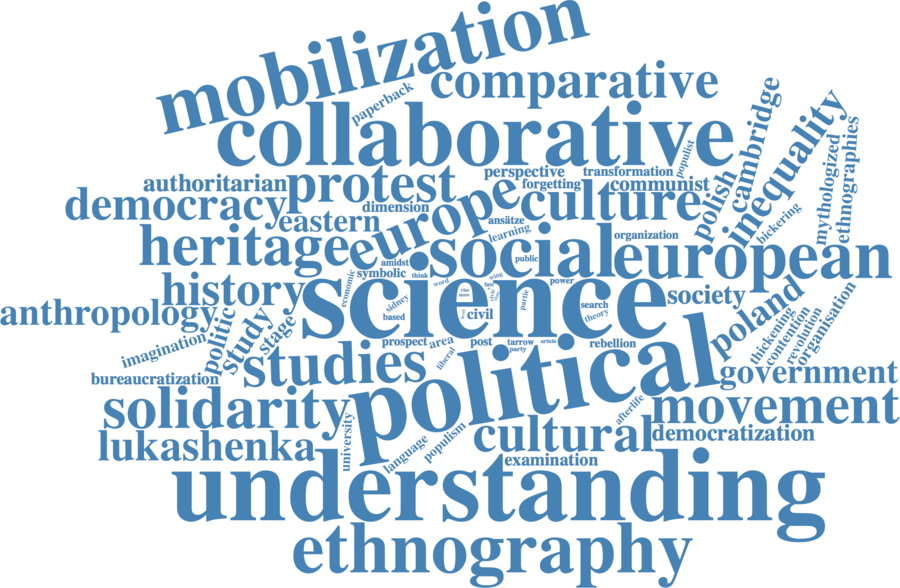 mobilization
paperback
comparative
collaborative
cambridge
inequality
populist
authoritarian
protest
perspective
transformation
forgetting
communist
polish
mythologized
ethnographies
democracy
dimension
europe
culture
eastern
ansätze
learning
organization
bickering
heritage
social
european
amidst
public
symbolic
think
word
wing
power
history
economic
science
society
rise
sidney
partie
search
anthropology
based
civil
theory
poland
politic
study
stage
thickening
contention
revolution
organisation
imagination
prospect
area
post
tarrow
article
rebellion
party
liberal
studies
political
bureaucratization
government
solidarity
afterlife
movement
lukashenka
university
language
populism
cultural
democratization
examination
understanding
ethnography